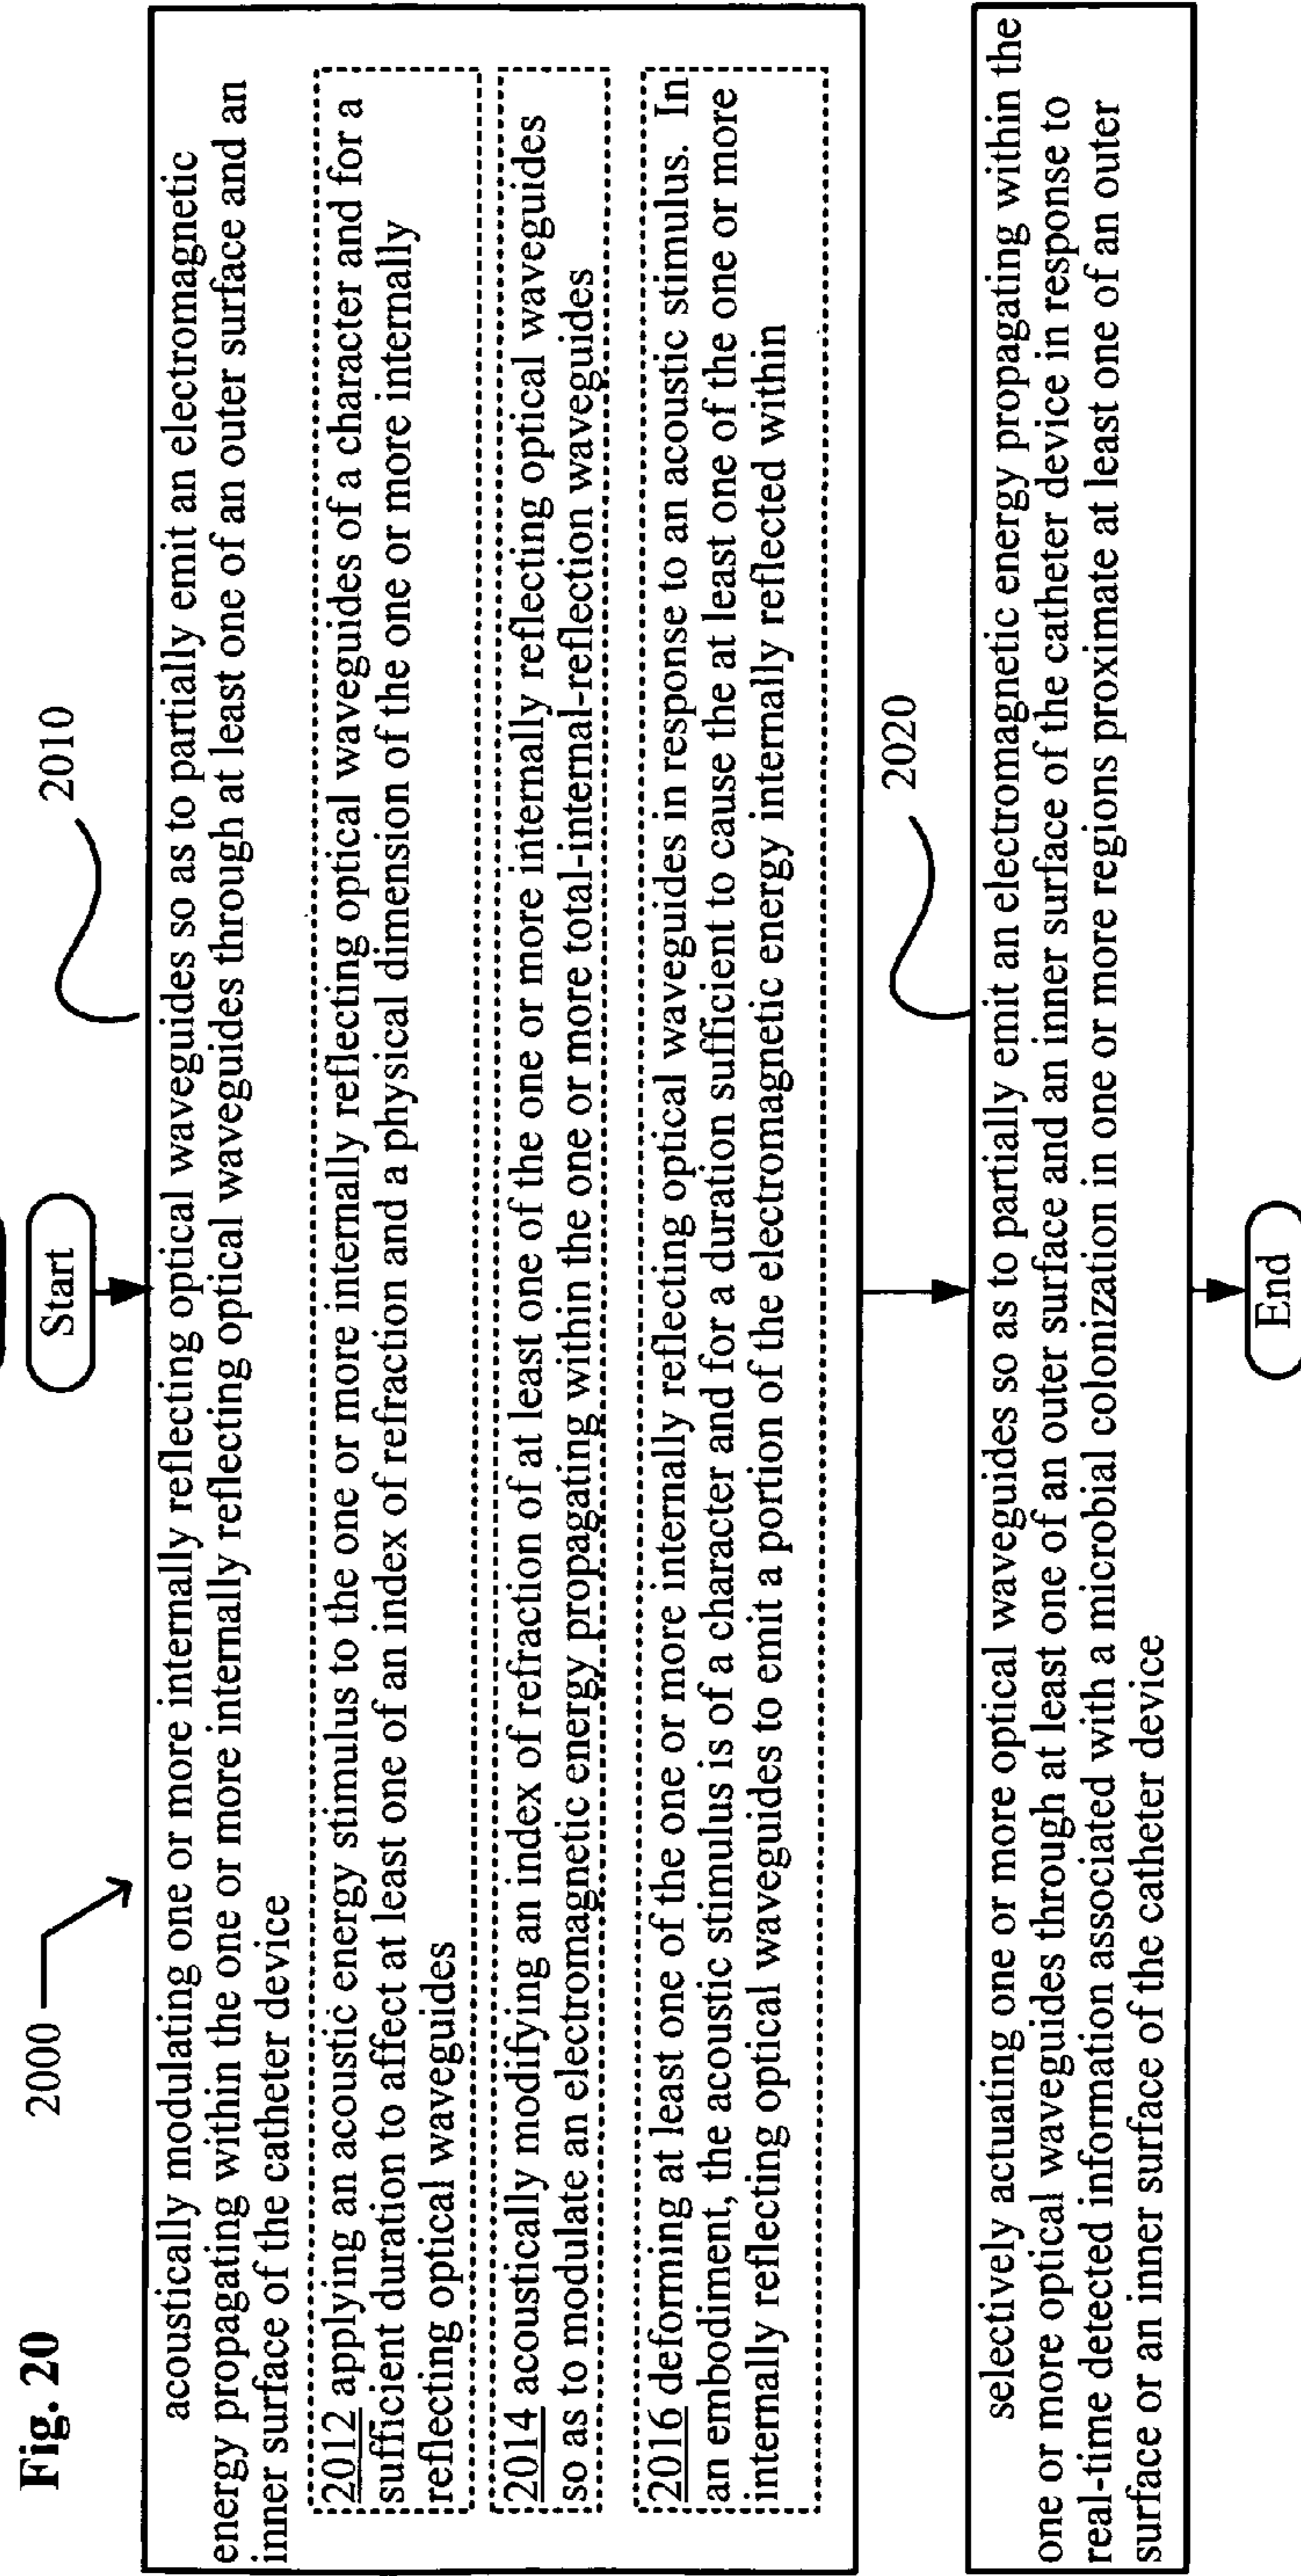 Fig. 20
2000
Start
2010
acoustically modulating one or more internally reflecting optical waveguides so as to partially emit an electromagnetic
energy propagating within the one or more internally reflecting optical waveguides through at least one of an outer surface and an
inner surface of the catheter device
2012 applying an acoustic energy stimulus to the one or more internally reflecting optical waveguides of a character and for a
sufficient duration to affect at least one of an index of refraction and a physical dimension of the one or more internally
reflecting optical waveguides
2014 acoustically modifying an index of refraction of at least one of the one or more internally reflecting optical waveguides
so as to modulate an electromagnetic energy propagating within the one or more total-internal-reflection waveguides
2016 deforming at least one of the one or more internally reflecting optical waveguides in response to an acoustic stimulus. In
an embodiment, the acoustic stimulus is of a character and for a duration sufficient to cause the at least one of the one or more
internally reflecting optical waveguides to emit a portion of the electromagnetic energy internally reflected within
2020
selectively actuating one or more optical waveguides so as to partially emit an electromagnetic energy propagating within the
one or more optical waveguides through at least one of an outer surface and an inner surface of the catheter device in response to
real-time detected information associated with a microbial colonization in one or more regions proximate at least one of an outer
surface or an inner surface of the catheter device
End